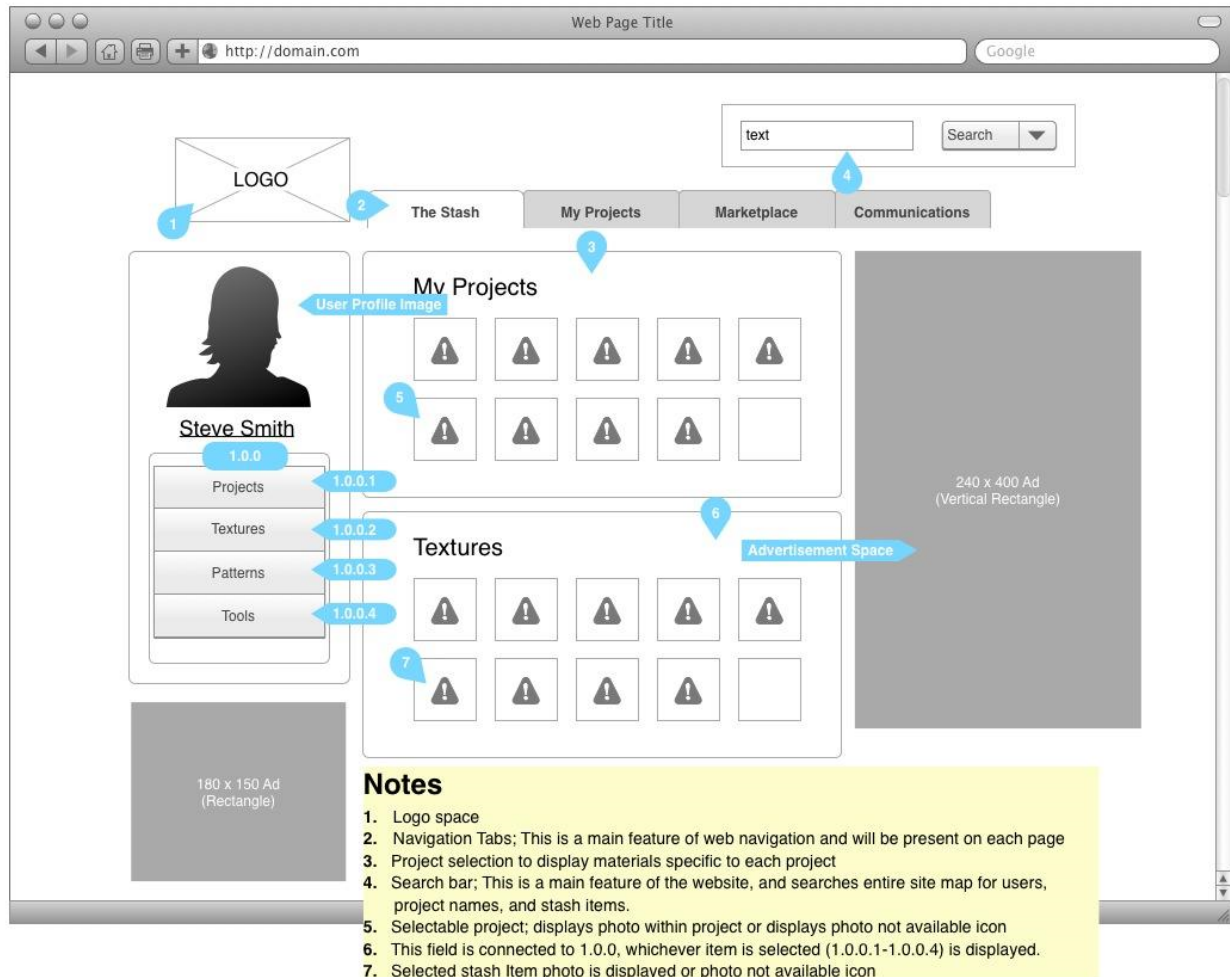 Web Page Title
http://domain.com
Google
text
Search
4
LOGO
1
2
The Stash
My Projects
Marketplace
Communications
3
My Projects
User Profile Image
5
Steve Smith
1.0.0
Projects
1.0.0.1
Textures
1.0.0.2
Patterns
1.0.0.3
Tools
1.0.0.4
240 x 400 Ad
(Vertical Rectangle)
6
Textures
Advertisement Space
7
180 x 150 Ad
(Rectangle)
Notes
1. Logo space
2. Navigation Tabs; This is a main feature of web navigation and will be present on each page
3. Project selection to display materials specific to each project
4. Search bar; This is a main feature of the website, and searches entire site map for users,
project names, and stash items.
5. Selectable project; displays photo within project or displays photo not available icon
6. This field is connected to 1.0.0, whichever item is selected (1.0.0.1-1.0.0.4) is displayed.
7. Selected stash Item photo is displayed or photo not available icon